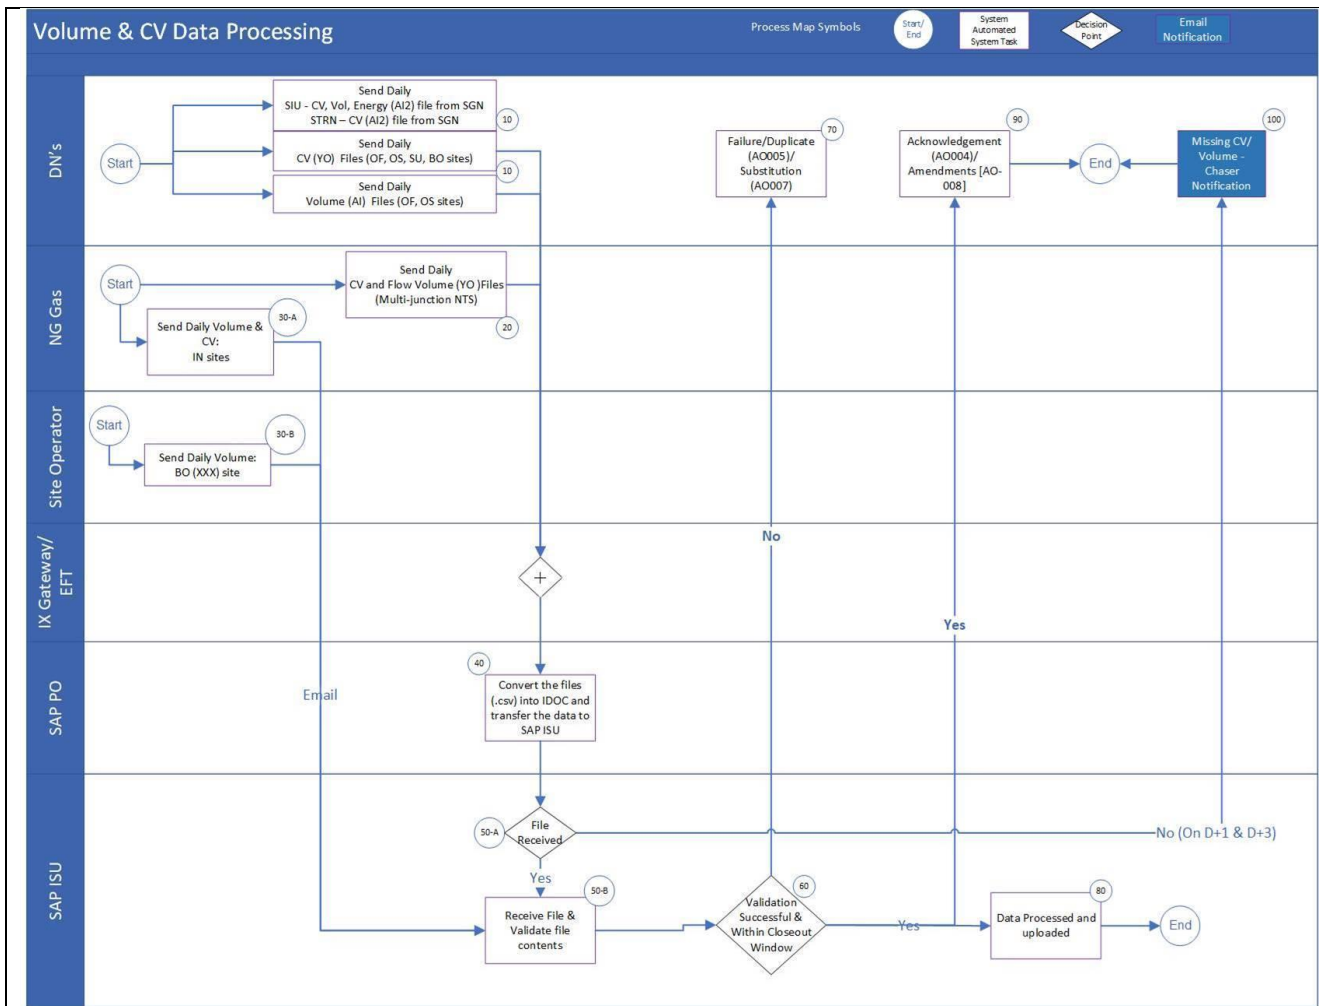 Volume & CV Data Processing
Process Map Symbols
Start/
End
System
Automated
System Task
Decision
Point
Email
Notification
DN's
Start
Send Daily
SIU - CV, Vol, Energy (AI2) file from SGN
STRN – CV (AI2) file from SGN
10
Send Daily
CV (YO) Files (OF, OS, SU, BO sites)
10
Send Daily
Volume (AI) Files (OF, OS sites)
Failure/Duplicate
(AO005)/
Substitution
(AO007)
70
Acknowledgement
(AO004)/
Amendments [AO-
008]
90
End
Missing CV/
Volume -
Chaser
Notification
100
NG Gas
Start
Send Daily
CV and Flow Volume (YO )Files
(Multi-junction NTS)
20
Send Daily Volume &
CV:
IN sites
30-A
Site Operator
Start
Send Daily Volume:
BO (XXX) site
30-B
IX Gateway/
EFT
+
No
Yes
SAP PO
Email
40
Convert the files
(.csv) into IDOC and
transfer the data to
SAP ISU
SAP ISU
50-A
File
Received
No (On D+1 & D+3)
Yes
50-B
Receive File &
Validate file
contents
60
Validation
Successful &
Within Closeout
Window
Yes
80
Data Processed and
uploaded
End